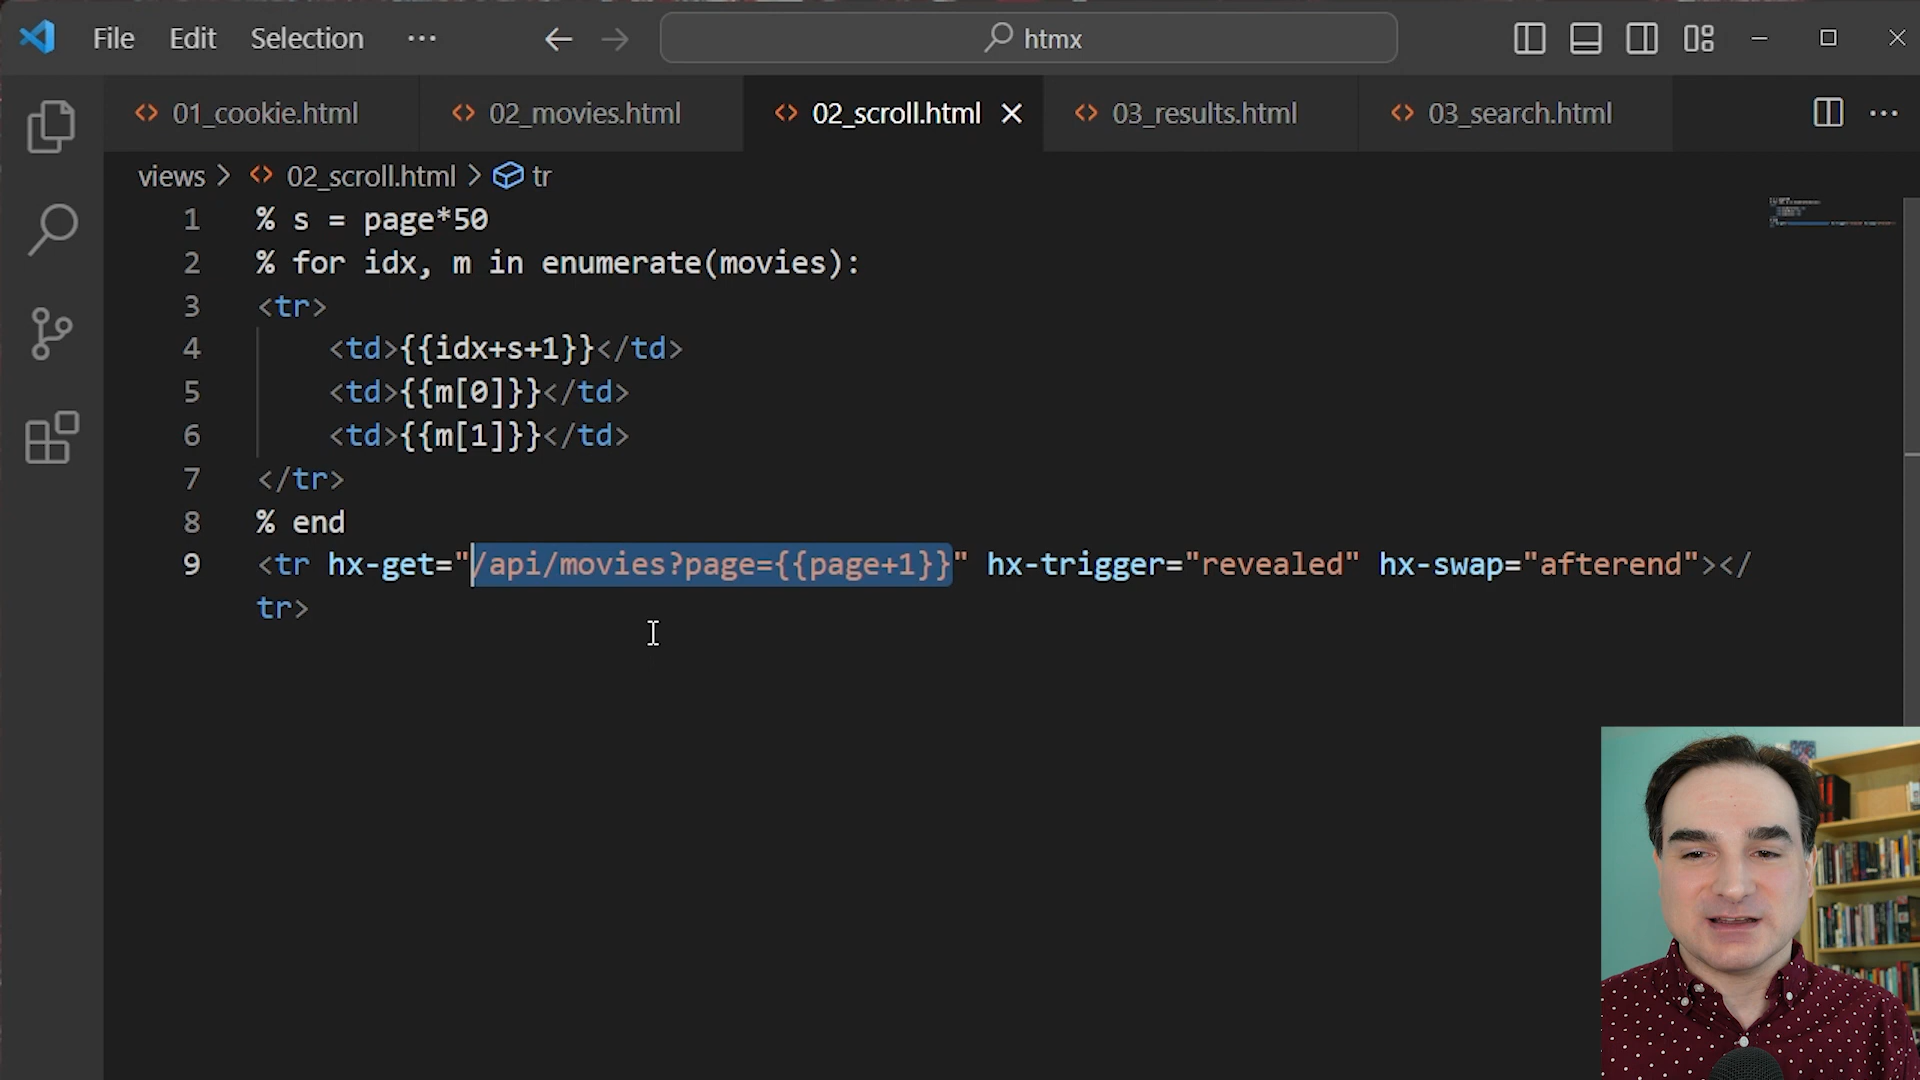 File Edit Selection ··· htmx
01_cookie.html 02_movies.html 02_scroll.html 03_results.html 03_search.html
views > 02_scroll.html > tr
1 % s = page*50
2 % for idx, m in enumerate(movies):
3 <tr>
4 <td>{{idx+s+1}}</td>
5 <td>{{m[0]}}</td>
6 <td>{{m[1]}}</td>
7 </tr>
8 % end
9 <tr hx-get="/api/movies?page={{page+1}}" hx-trigger="revealed" hx-swap="afterend"></
tr>